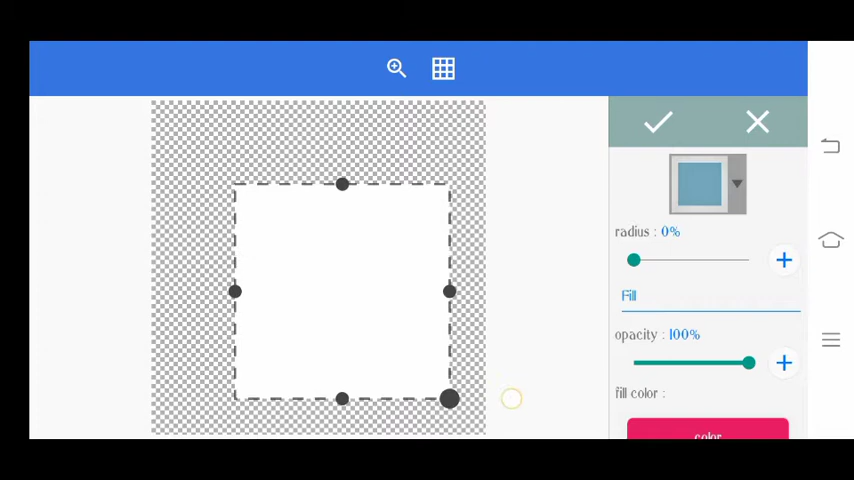 radius : 0%
Fill
opacity : 100%
fill color :
color